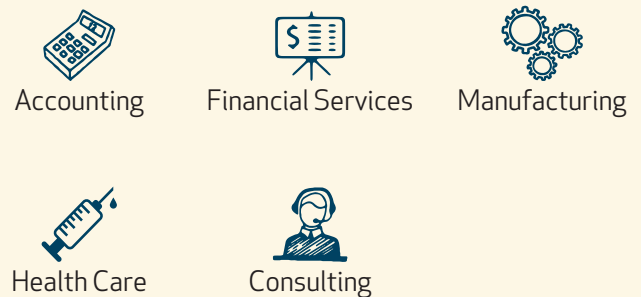 $
Accounting
Financial Services
Manufacturing
Health Care
Consulting